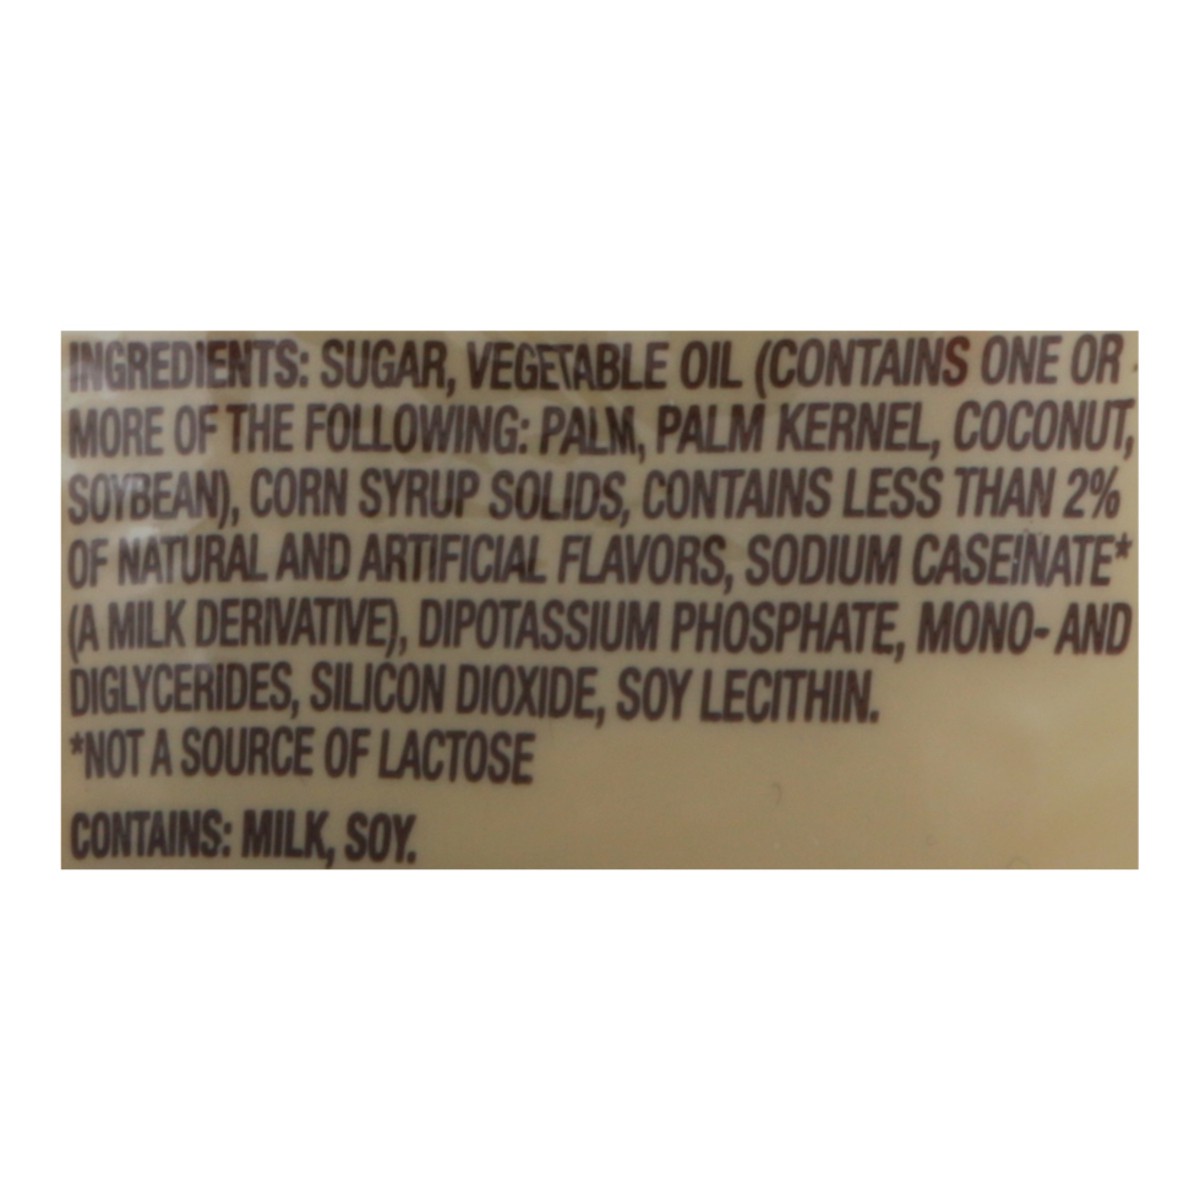 INGREDIENTS: SUGAR, VEGETABLE OIL (CONTAINS ONE OR
MORE OF THE FOLLOWING: PALM, PALM KERNEL, COCONUT,
SOYBEAN), CORN SYRUP SOLIDS, CONTAINS LESS THAN 2%
OF NATURAL AND ARTIFICIAL FLAVORS, SODIUM CASEINATE*
(A MILK DERIVATIVE), DIPOTASSIUM PHOSPHATE, MONO- AND
DIGLYCERIDES, SILICON DIOXIDE, SOY LECITHIN.
*NOT A SOURCE OF LACTOSE
CONTAINS: MILK, SOY.